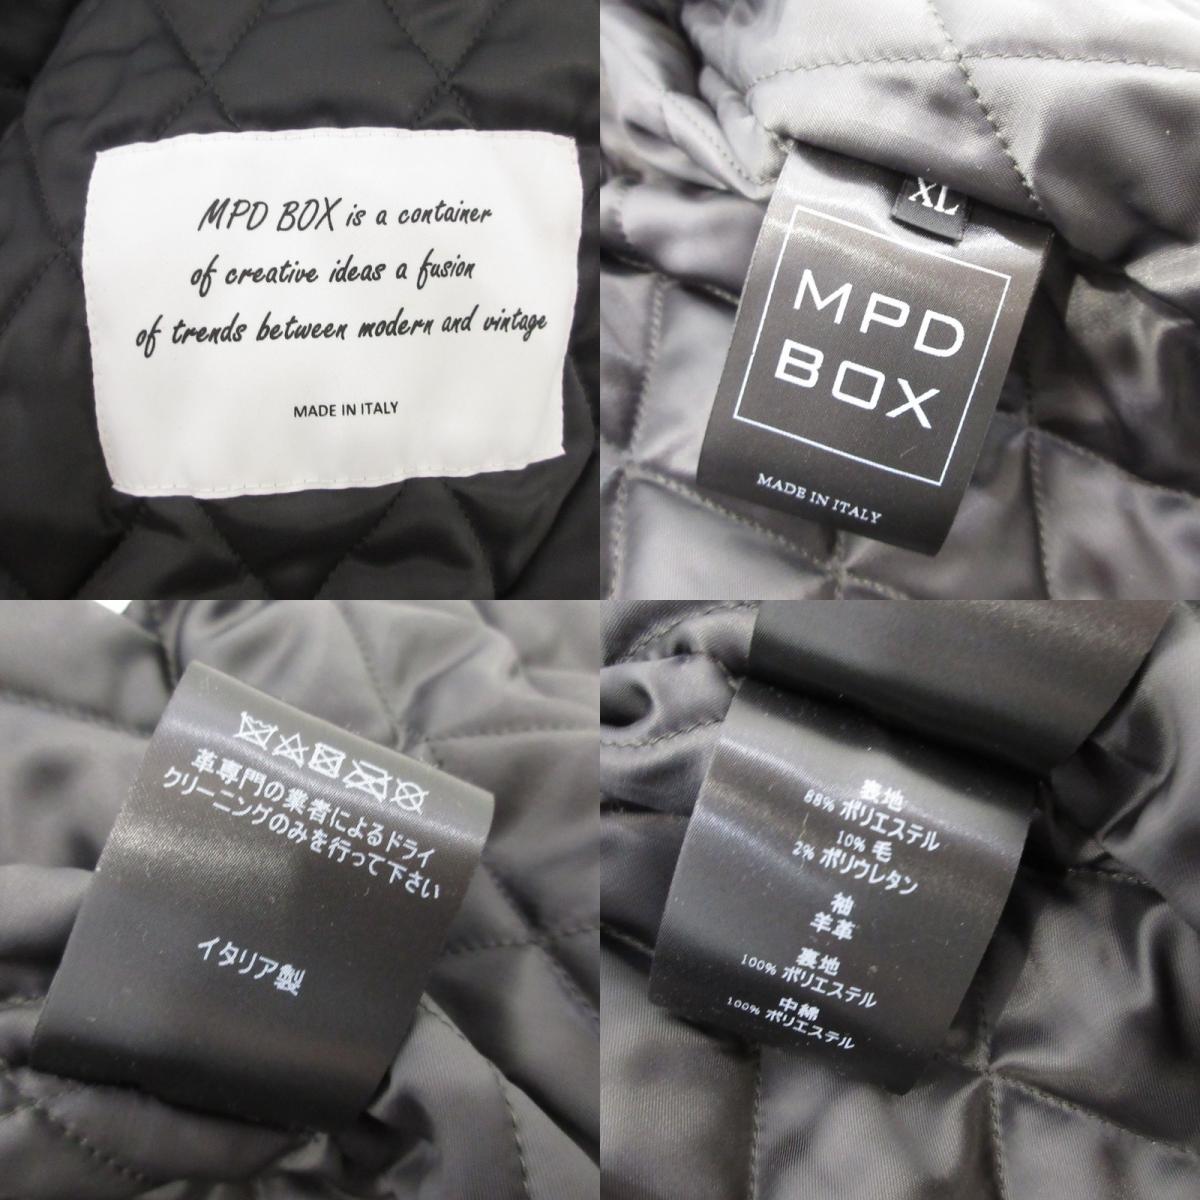 MPD BOX is a container
of creative ideas a fusion
of trends between modern and vintage
MADE IN ITALY
XL
MPD
BOX
MADE IN ITALY
革専門の業者によるドライ
クリーニングのみを行って下さい
イタリア製
表地
88% ポリエステル
10% 毛
2% ポリウレタン
袖
羊革
裏地
100% ポリエステル
中綿
100% ポリエステル